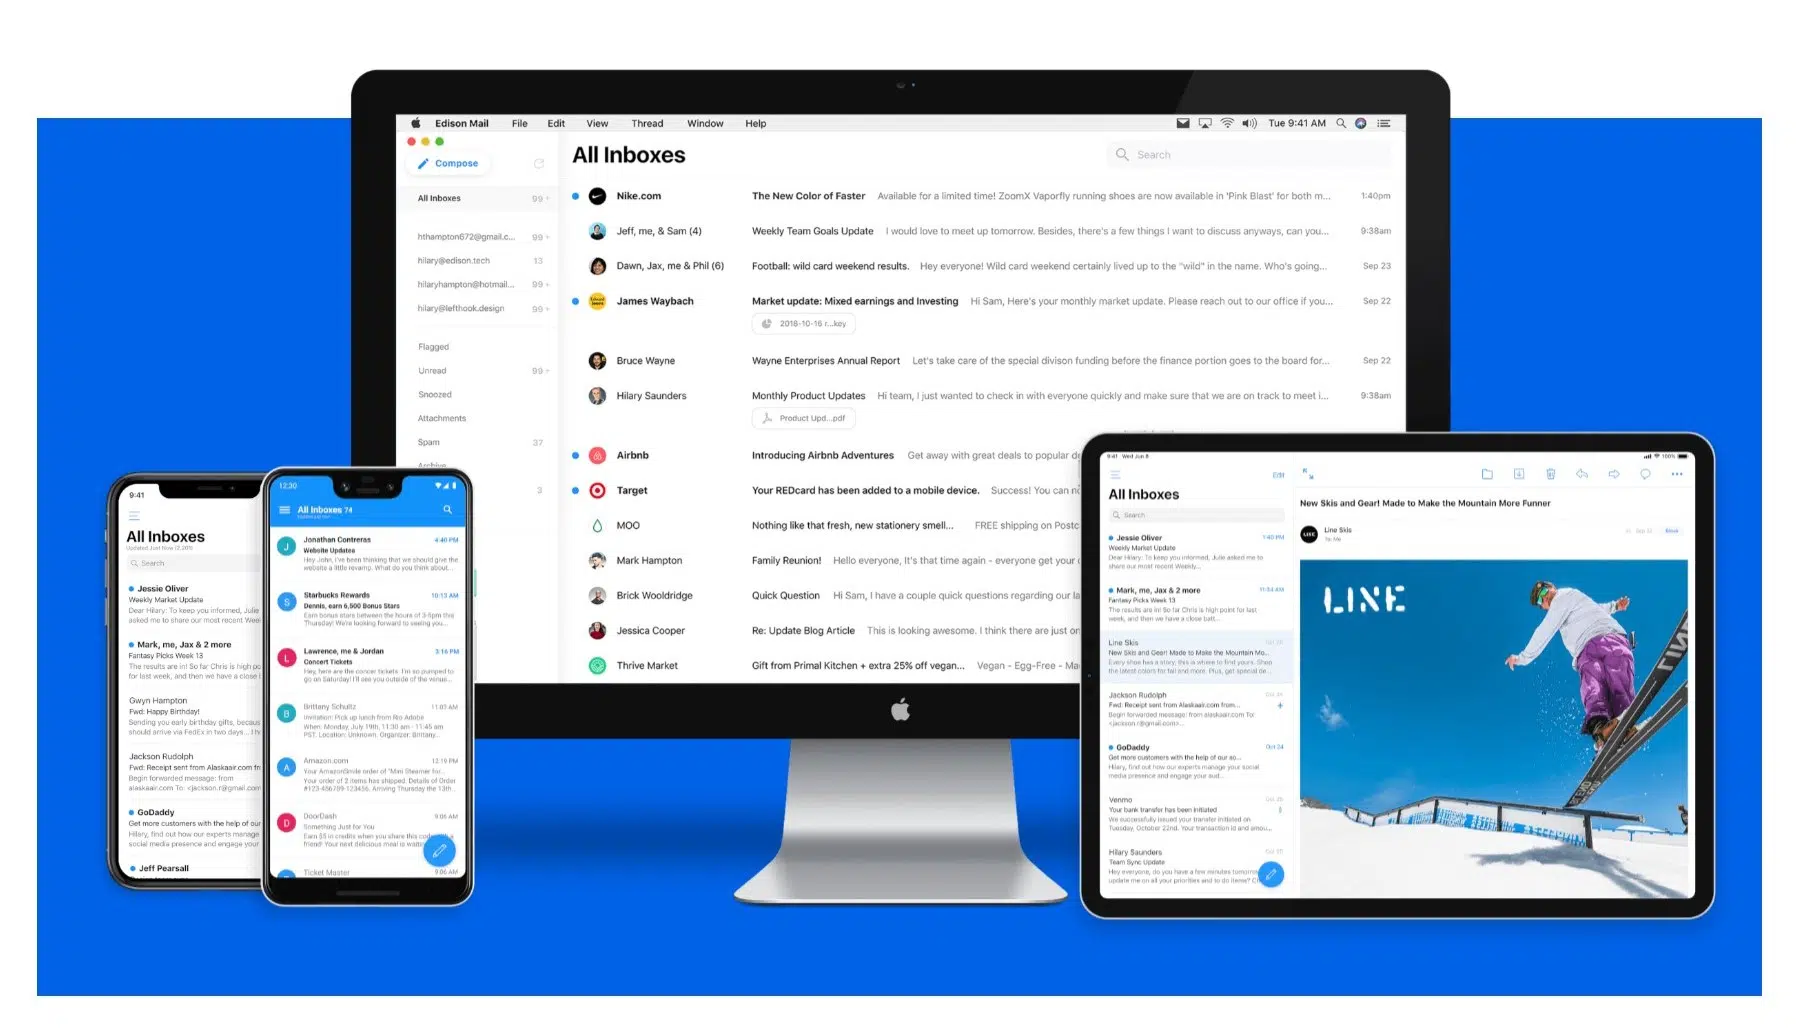 Edison Mail File Edit View Thread Window Help Tue 9:41 AM
Compose
All Inboxes
Search
All Inboxes 99+
hthampton672@gmail.c... 99+
hilary@edison.tech 13
hilaryhampton@hotmail... 99+
hilary@lefthook.design 99+
Flagged
Unread 99+
Snoozed
Attachments
Spam 37
Archive
3
Nike.com The New Color of Faster Available for a limited time! ZoomX Vaporfly running shoes are now available in 'Pink Blast' for both m... 1:40pm
Jeff, me, & Sam (4) Weekly Team Goals Update I would love to meet up tomorrow. Besides, there's a few things I want to discuss anyways, can you... 9:38am
Dawn, Jax, me & Phil (6) Football: wild card weekend results. Hey everyone! Wild card weekend certainly lived up to the "wild" in the name. Who's going... Sep 23
James Waybach Market update: Mixed earnings and Investing Hi Sam, Here's your monthly market update. Please reach out to our office if you... Sep 22
2018-10-16 r...key
Bruce Wayne Wayne Enterprises Annual Report Let's take care of the special divison funding before the finance portion goes to the board for... Sep 22
Hilary Saunders Monthly Product Updates Hi team, I just wanted to check in with everyone quickly and make sure that we are on track to meet i... 9:38am
Product Upd...pdf
Airbnb Introducing Airbnb Adventures Get away with great deals to popular de
Target Your REDcard has been added to a mobile device. Success! You can no
MOO Nothing like that fresh, new stationery smell... FREE shipping on Postc
Mark Hampton Family Reunion! Hello everyone, It's that time again - everyone get your
Brick Wooldridge Quick Question Hi Sam, I have a couple quick questions regarding our la
Jessica Cooper Re: Update Blog Article This is looking awesome. I think there are just on
Thrive Market Gift from Primal Kitchen + extra 25% off vegan... Vegan - Egg-Free - Ma
9:41
All Inboxes
Search
Jessie Oliver
Weekly Market Update
Dear Hilary: To keep you informed, Julie
asked me to share our most recent Wee
Mark, me, Jax & 2 more
Fantasy Picks Week 13
The results are in! So far Chris is high po
for last week, and then we have a close
Gwyn Hampton
Fwd: Happy Birthday!
Sending you early birthday gifts, becaus
should arrive via FedEx in two days... I h
Jackson Rudolph
Fwd: Receipt sent from Alaskaair.com fr
Begin forwarded message: from
alaskaair.com To: <jackson.r@gmail.com
GoDaddy
Get more customers with the help of our
Hilary, find out how our experts manage
social media presence and engage your
Jeff Pearsall
12:30
All Inboxes 74
J Jonathan Contreras 4:40 PM
Website Updates
Hey John, I've been thinking that we should give the
website a little revamp. What do you think about...
S Starbucks Rewards 10:13 AM
Dennis, earn 6,500 Bonus Stars
Earn bonus stars between the hours of 3-5pm this
Thursday! We're looking forward to seeing you...
L Lawrence, me & Jordan 3:16 PM
Concert Tickets
Hey, here are the concer tickets. I'm so pumped to
go on Saturday! I'll see you outside of the venue...
B Brittany Schultz 11:03 AM
Invitation: Pick up lunch from Rio Adobe
When: Monday, July 19th, 11:30 am - 11:45 am
PST. Location: Unknown, Organizer: Brittany...
A Amazon.com 12:19 PM
Your AmazonSmile order of "Mini Steamer for...
Your order of 2 items has shipped. Details of Order
#123-456789-123456. Arriving Thursday the 13th...
D DoorDash 9:06 AM
Something Just for You
Earn $5 in credits when you share this code
friend! Your next delicious meal is
Ticket Master 9:06 AM
9:41 Wed Jun 6 100%
Edit
All Inboxes
Search
Jessie Oliver 1:40 PM
Weekly Market Update
Dear Hilary: To keep you informed, Julie asked me to
share our most recent Weekly...
Mark, me, Jax & 2 more 11:54 AM
Fantasy Picks Week 13
The results are in! So far Chris is high point for last
week, and then we have a close batt...
Line Skis
New Skis and Gear! Made to Make the Mountain Mo...
Every shoe has a story; this is where to find yours. Shop
the latest colors for fall and more. Plus, get special de...
Jackson Rudolph
Fwd: Receipt sent from Alaskaair.com from...
Begin forwarded message: from alaskaair.com To:
<jackson.r@gmail.com>...
GoDaddy Oct 24
Get more customers with the help of our so...
Hilary, find out how our experts manage your social
media presence and engage your aud...
Venmo
Your bank transfer has been initiated
We successfully issued your transfer initiated on
Tuesday, October 22nd. Your transaction id and amou...
Hilary Saunders
Team Sync Update
Hey everyone, do you have a few minutes tomorrow
update me on all your priorities and to do items?
New Skis and Gear! Made to Make the Mountain More Funner
LINE Line Skis
To: Me
LINE
LINE